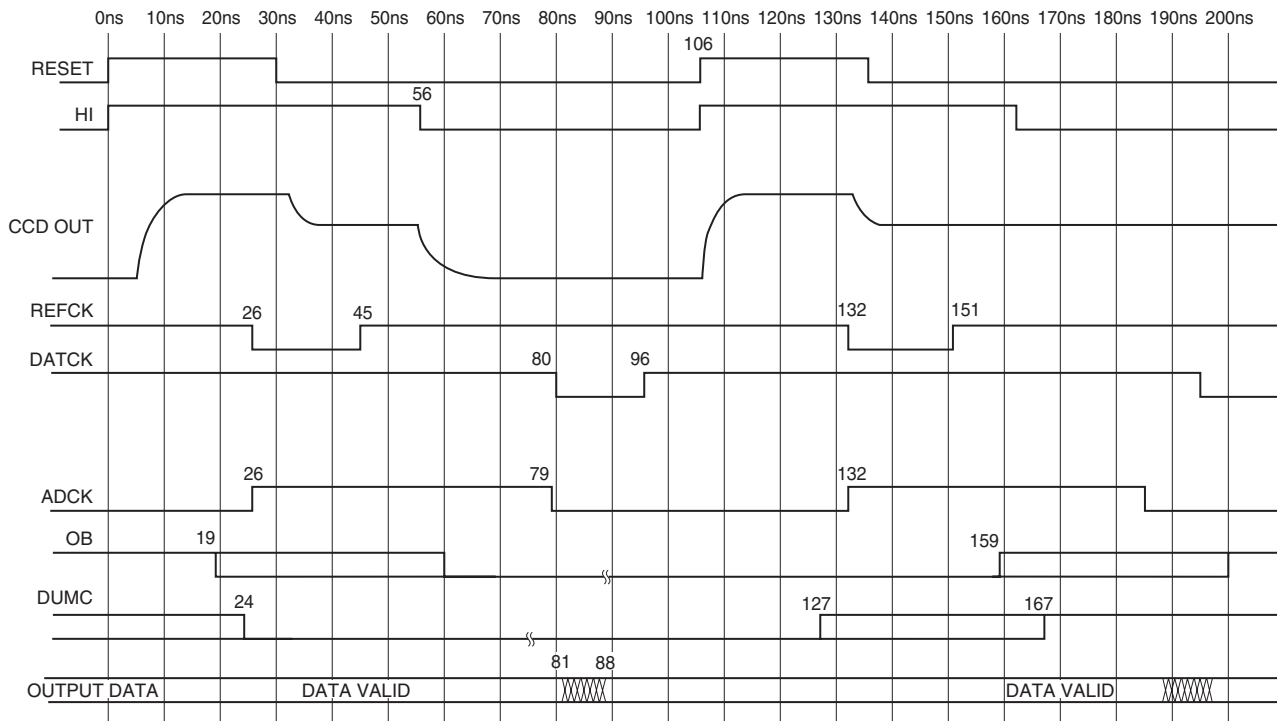 0ns 10ns 20ns 30ns 40ns 50ns 60ns 70ns 80ns 90ns 100ns 110ns 120ns 130ns 140ns 150ns 160ns 170ns 180ns 190ns 200ns
106
RESET
56
HI
CCD OUT
REFCK 26 45 132 151
DATCK 80 96
26 79 132
ADCK
19 OB 159
DUMC 24 127 167
81 88
OUTPUT DATA DATA VALID DATA VALID